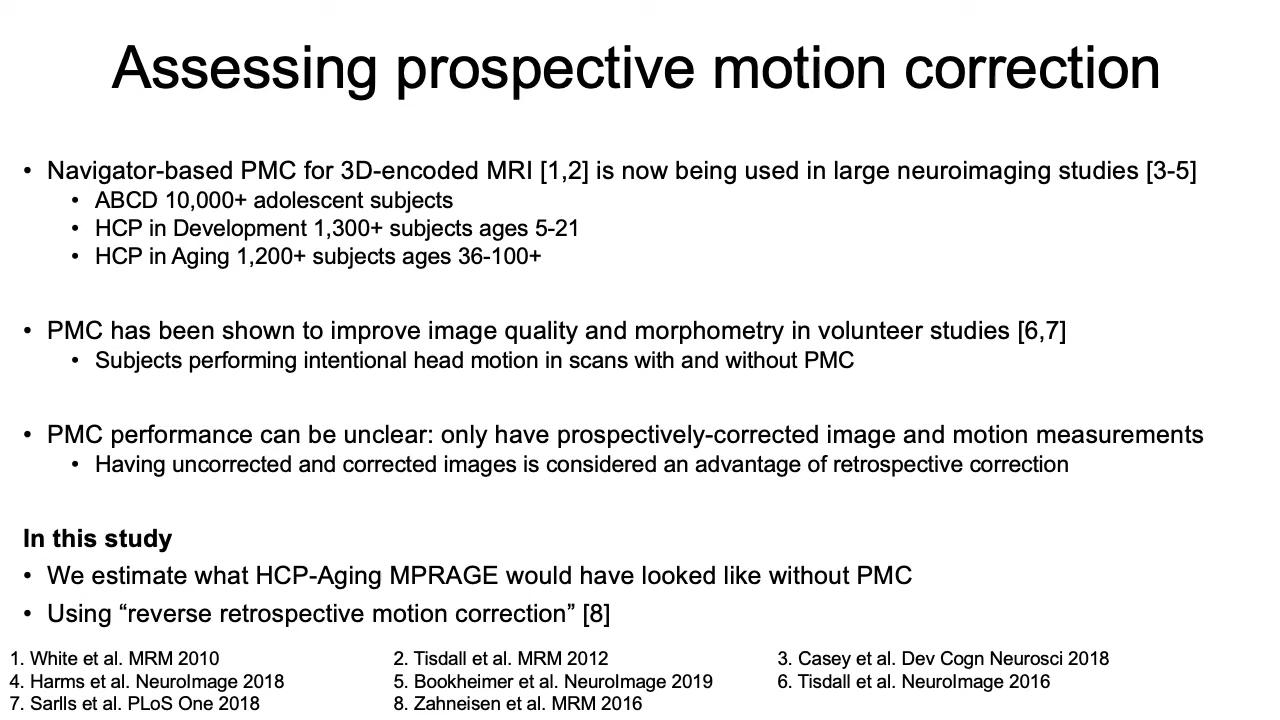 Assessing prospective motion correction
• Navigator-based PMC for 3D-encoded MRI [1,2] is now being used in large neuroimaging studies [3-5]
• ABCD 10,000+ adolescent subjects
• HCP in Development 1,300+ subjects ages 5-21
• HCP in Aging 1,200+ subjects ages 36-100+
• PMC has been shown to improve image quality and morphometry in volunteer studies [6,7]
• Subjects performing intentional head motion in scans with and without PMC
• PMC performance can be unclear: only have prospectively-corrected image and motion measurements
• Having uncorrected and corrected images is considered an advantage of retrospective correction
In this study
• We estimate what HCP-Aging MPRAGE would have looked like without PMC
• Using “reverse retrospective motion correction” [8]
1. White et al. MRM 2010 2. Tisdall et al. MRM 2012 3. Casey et al. Dev Cogn Neurosci 2018
4. Harms et al. NeuroImage 2018 5. Bookheimer et al. NeuroImage 2019 6. Tisdall et al. NeuroImage 2016
7. Sarlls et al. PLoS One 2018 8. Zahneisen et al. MRM 2016